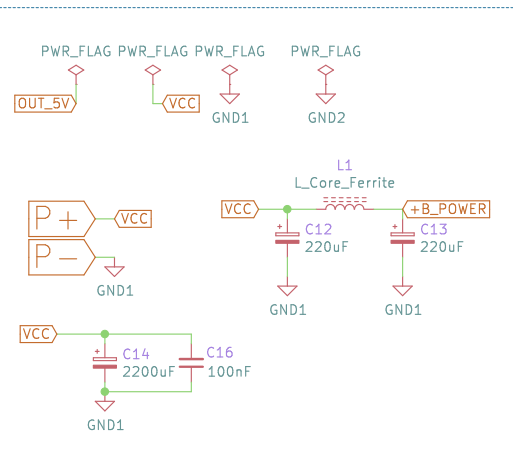 PWR_FLAG PWR_FLAG PWR_FLAG PWR_FLAG
OUT_5V VCC
GND1 GND2
L1
L_Core_Ferrite
P+ VCC
VCC +B_POWER
+ C12 + C13
220uF 220uF
P-
GND1
GND1 GND1
VCC
+ C14 C16
2200uF 100nF
GND1